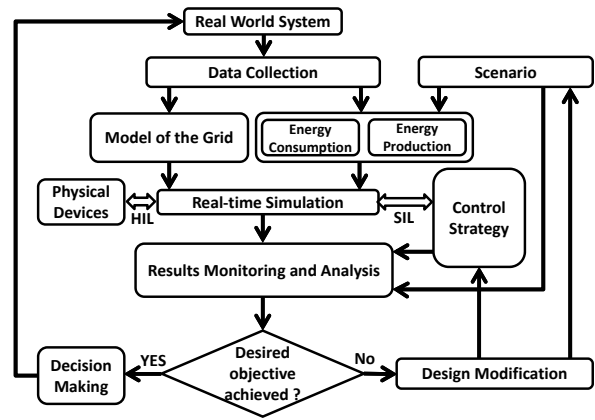 Real World System
Data Collection
Scenario
Model of the Grid
Energy
Consumption
Energy
Production
Physical
Devices
HIL
Real-time Simulation
SIL
Control
Strategy
Results Monitoring and Analysis
Desired
objective
achieved ?
YES
No
Decision
Making
Design Modification